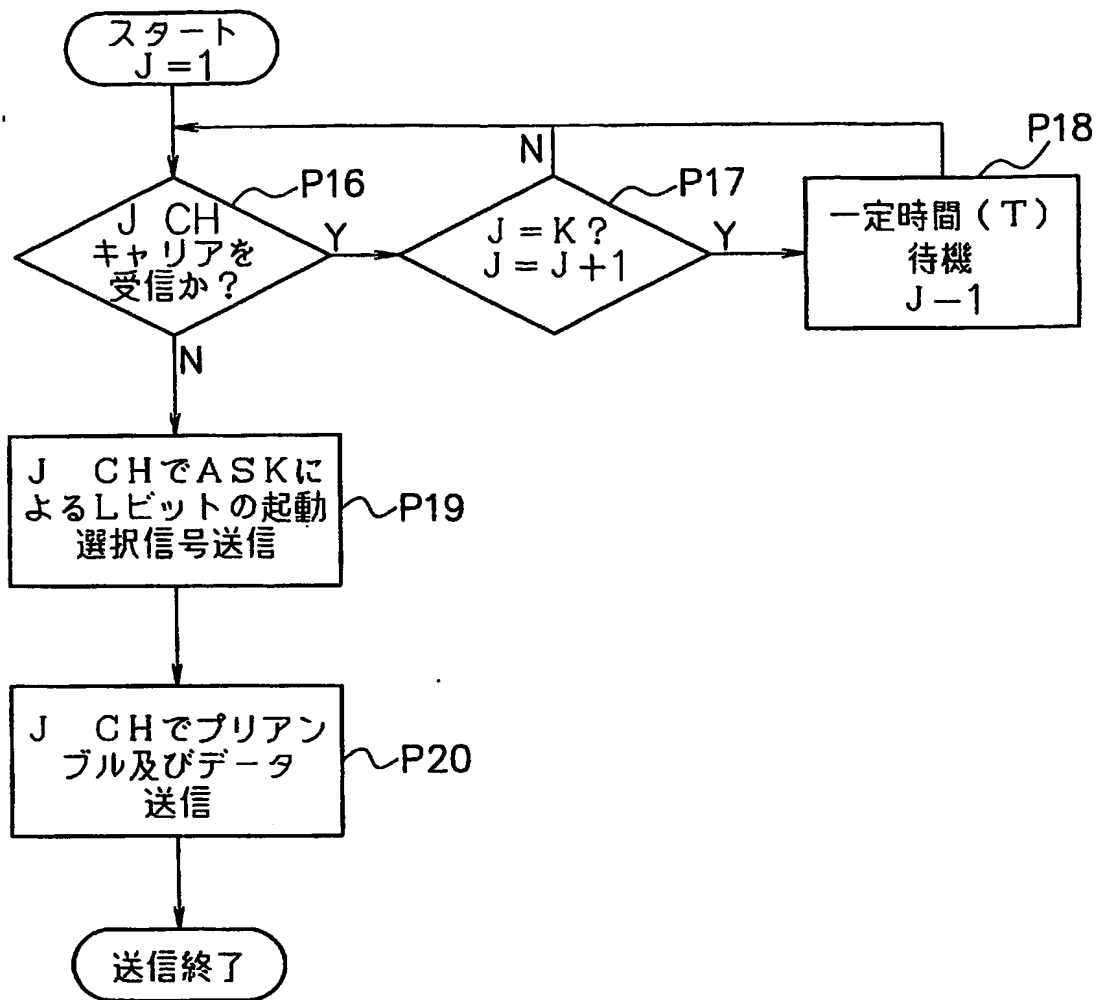 スタート
J=1
P16
J CH
キャリアを
受信か?
Y
N
N
P17
J=K?
J=J+1
Y
P18
一定時間(T)
待機
J-1
J CHでASKに
よるLビットの起動
選択信号送信
P19
J CHでプリアン
ブル及びデータ
送信
P20
送信終了